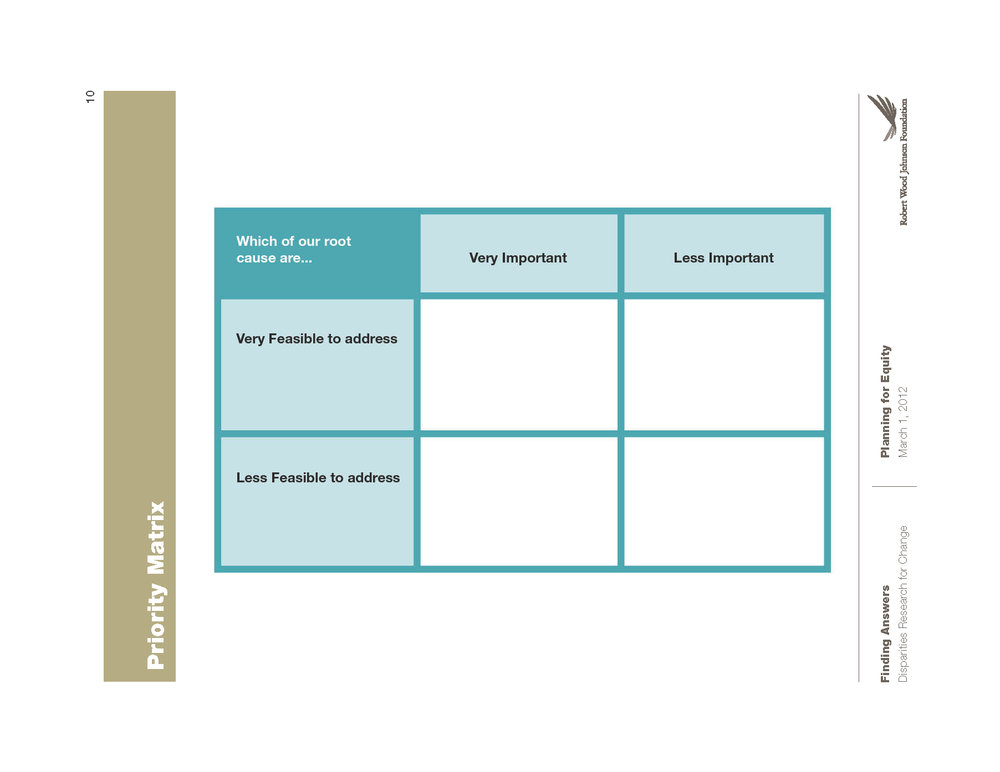 10
Priority Matrix
Which of our root
cause are...
Very Important
Less Important
Very Feasible to address
Less Feasible to address
Finding Answers
Disparities Research for Change
Planning for Equity
March 1, 2012
Robert Wood Johnson Foundation